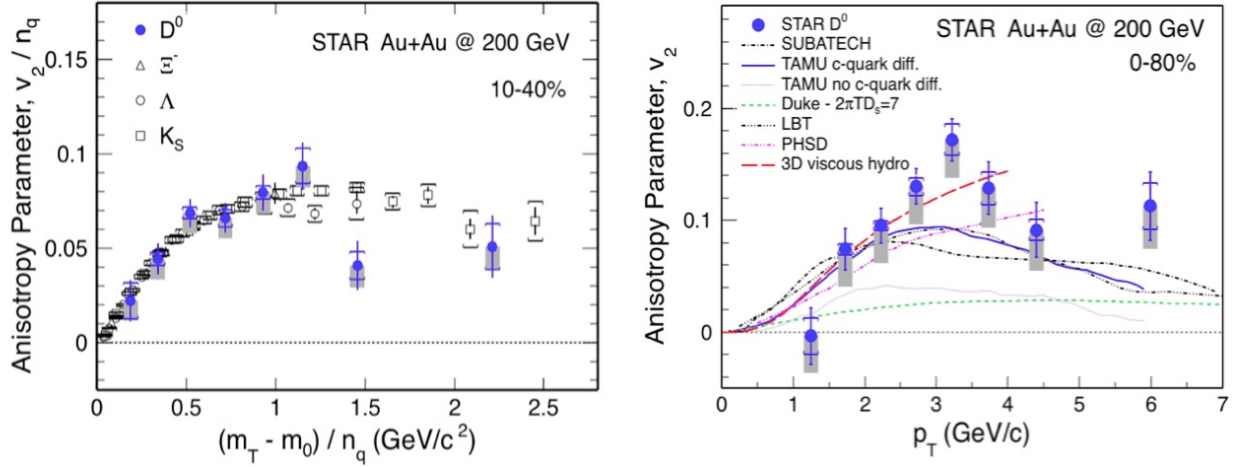 Anisotropy Parameter, v2 / nq
0.15
0.1
0.05
0
D0
Ξ-
Λ
KS
STAR Au+Au @ 200 GeV
10-40%
0 0.5 1 1.5 2 2.5
(mT - m0) / nq (GeV/c2)
Anisotropy Parameter, v2
0.2
0.1
0
STAR D0
SUBATECH
TAMU c-quark diff.
TAMU no c-quark diff.
Duke - 2πTDs=7
LBT
PHSD
3D viscous hydro
STAR Au+Au @ 200 GeV
0-80%
0 1 2 3 4 5 6 7
pT (GeV/c)